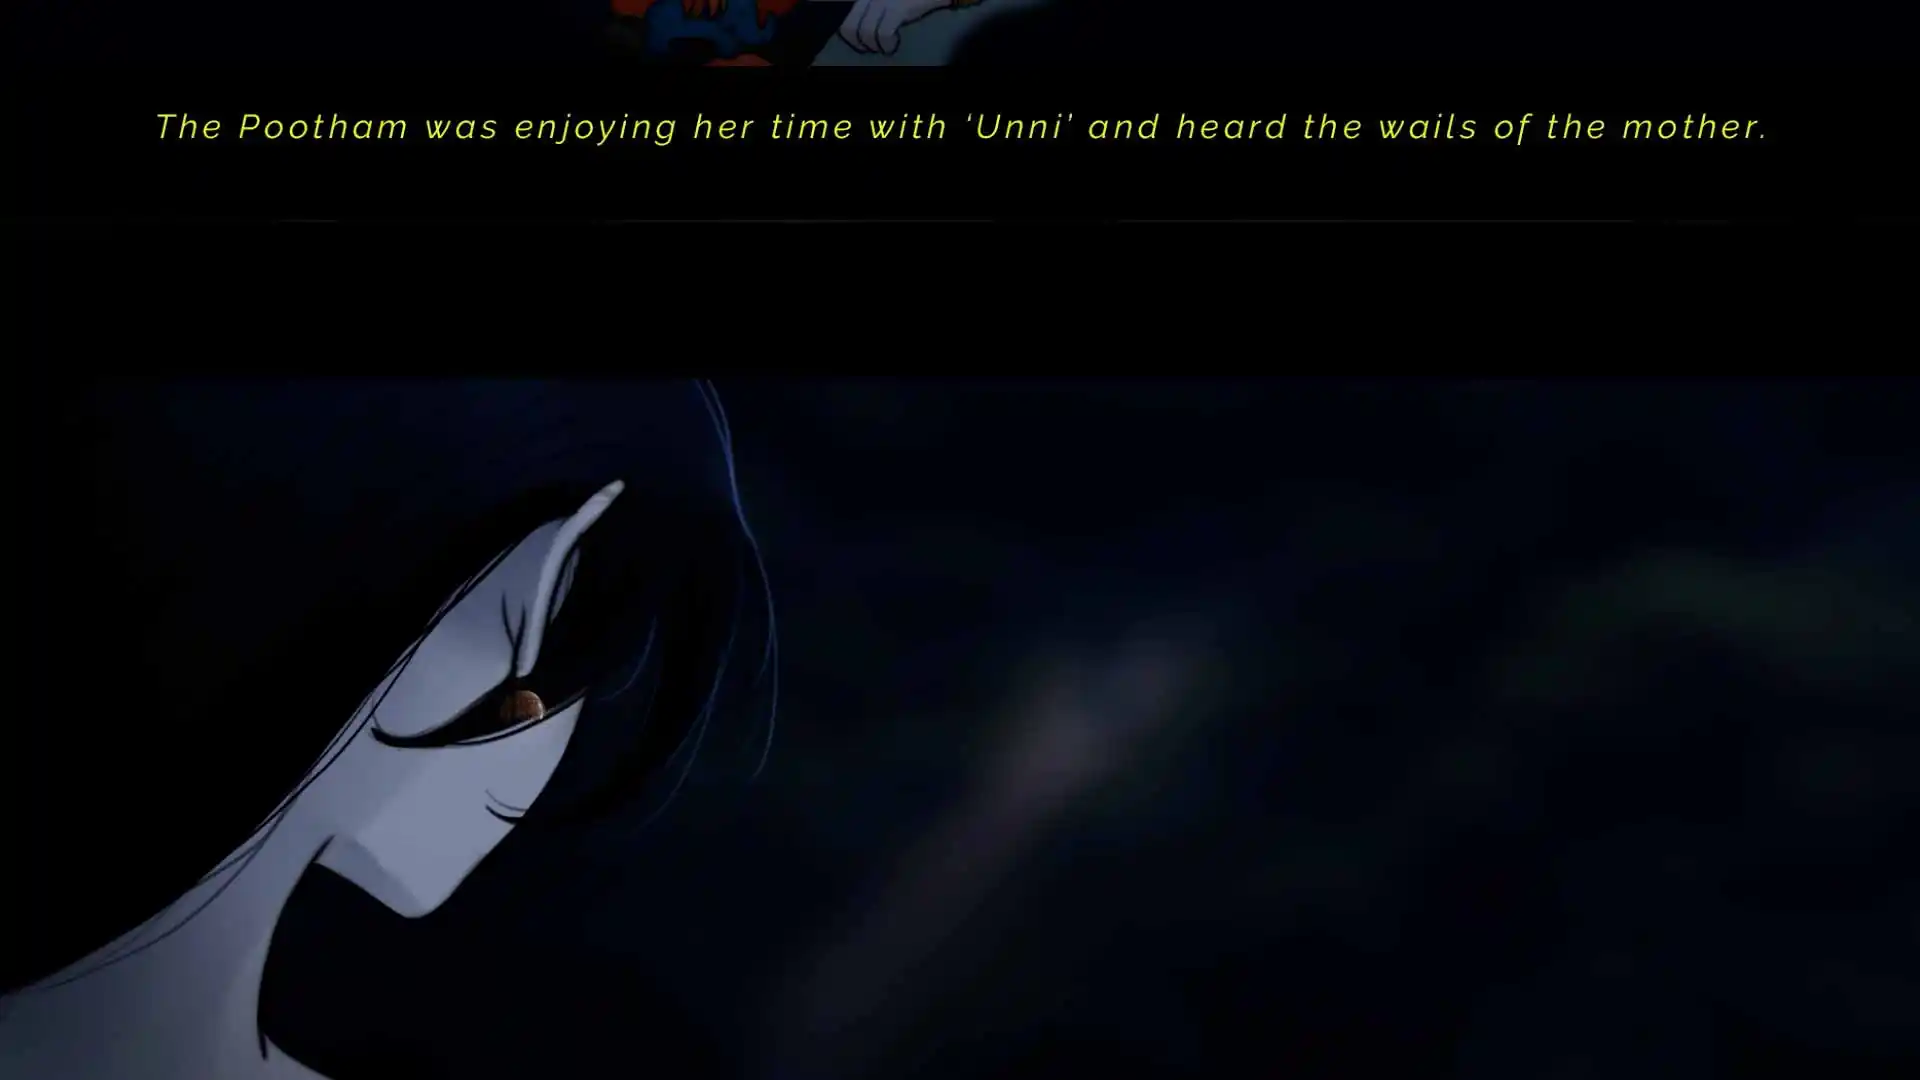 The Pootham was enjoying her time with ‘Unni’ and heard the wails of the mother.